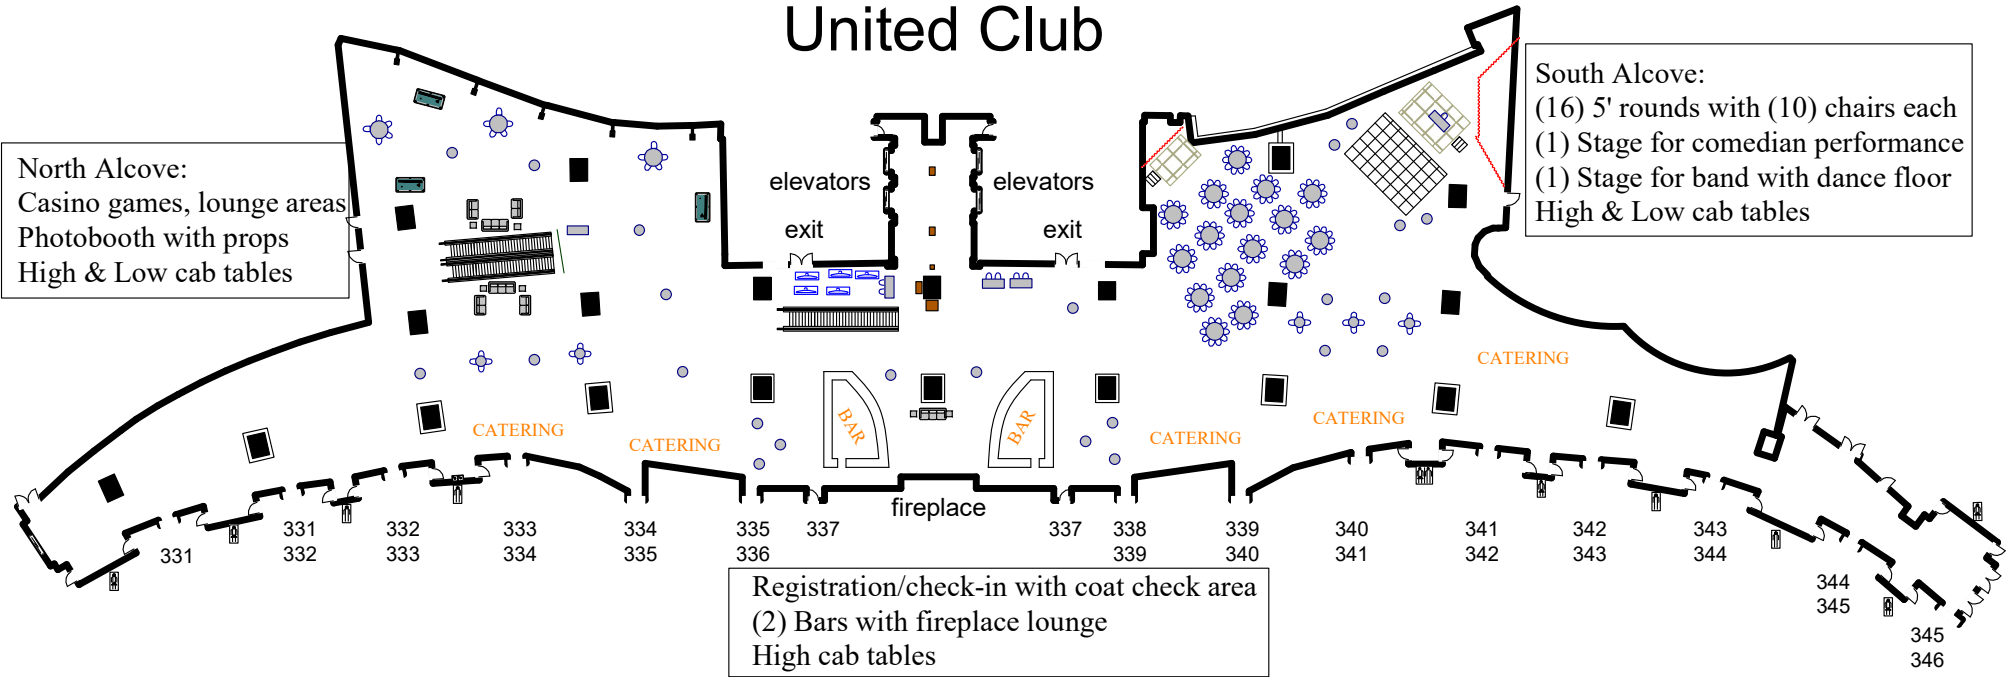 United Club
South Alcove:
(16) 5' rounds with (10) chairs each
(1) Stage for comedian performance
(1) Stage for band with dance floor
High & Low cab tables
North Alcove:
Casino games, lounge areas
Photobooth with props
High & Low cab tables
elevators
elevators
exit
exit
CATERING
BAR
BAR
CATERING
CATERING
CATERING
CATERING
fireplace
331
331
332
332
333
333
334
334
335
335
336
337
337
338
339
339
340
340
341
341
342
342
343
343
344
344
345
345
346
Registration/check-in with coat check area
(2) Bars with fireplace lounge
High cab tables